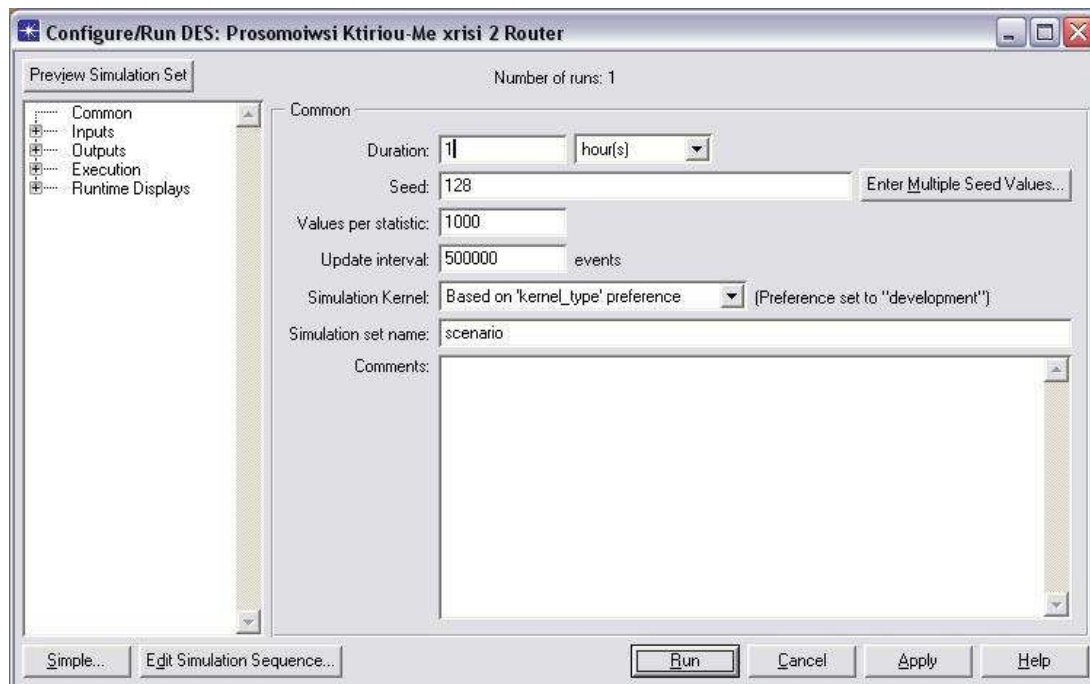 Configure/Run DES: Prosomoiwsi Ktiriou-Me xrisi 2 Router
Preview Simulation Set
Number of runs: 1
Common
Inputs
Outputs
Execution
Runtime Displays
Common
Duration: 1 hour(s)
Seed: 128 Enter Multiple Seed Values...
Values per statistic: 1000
Update interval: 500000 events
Simulation Kernel: Based on 'kernel_type' preference (Preference set to "development")
Simulation set name: scenario
Comments:
Simple... Edit Simulation Sequence... Run Cancel Apply Help